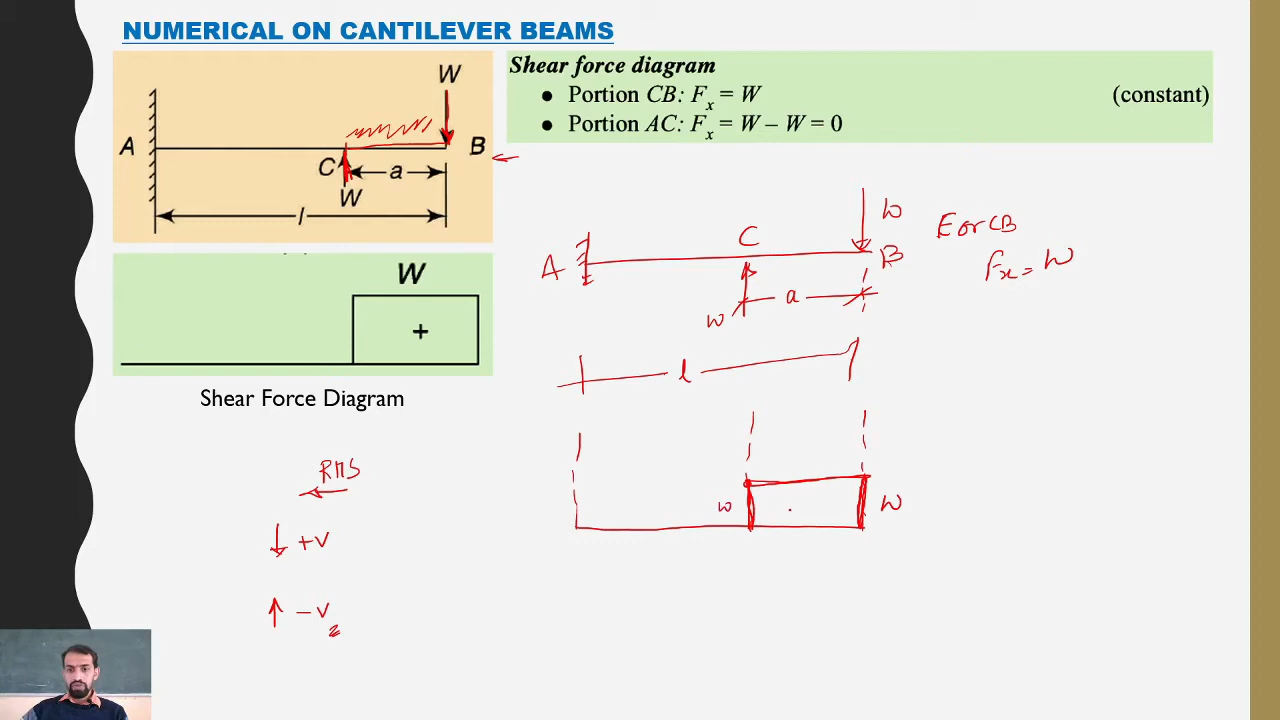 NUMERICAL ON CANTILEVER BEAMS
W
A
B
C
a
W
l
Shear force diagram
• Portion CB: Fx = W (constant)
• Portion AC: Fx = W – W = 0
W
+
Shear Force Diagram
RHS
↓ +v
↑ -v
W
C
A
B
a
w
l
For CB
Fx = W
w
W